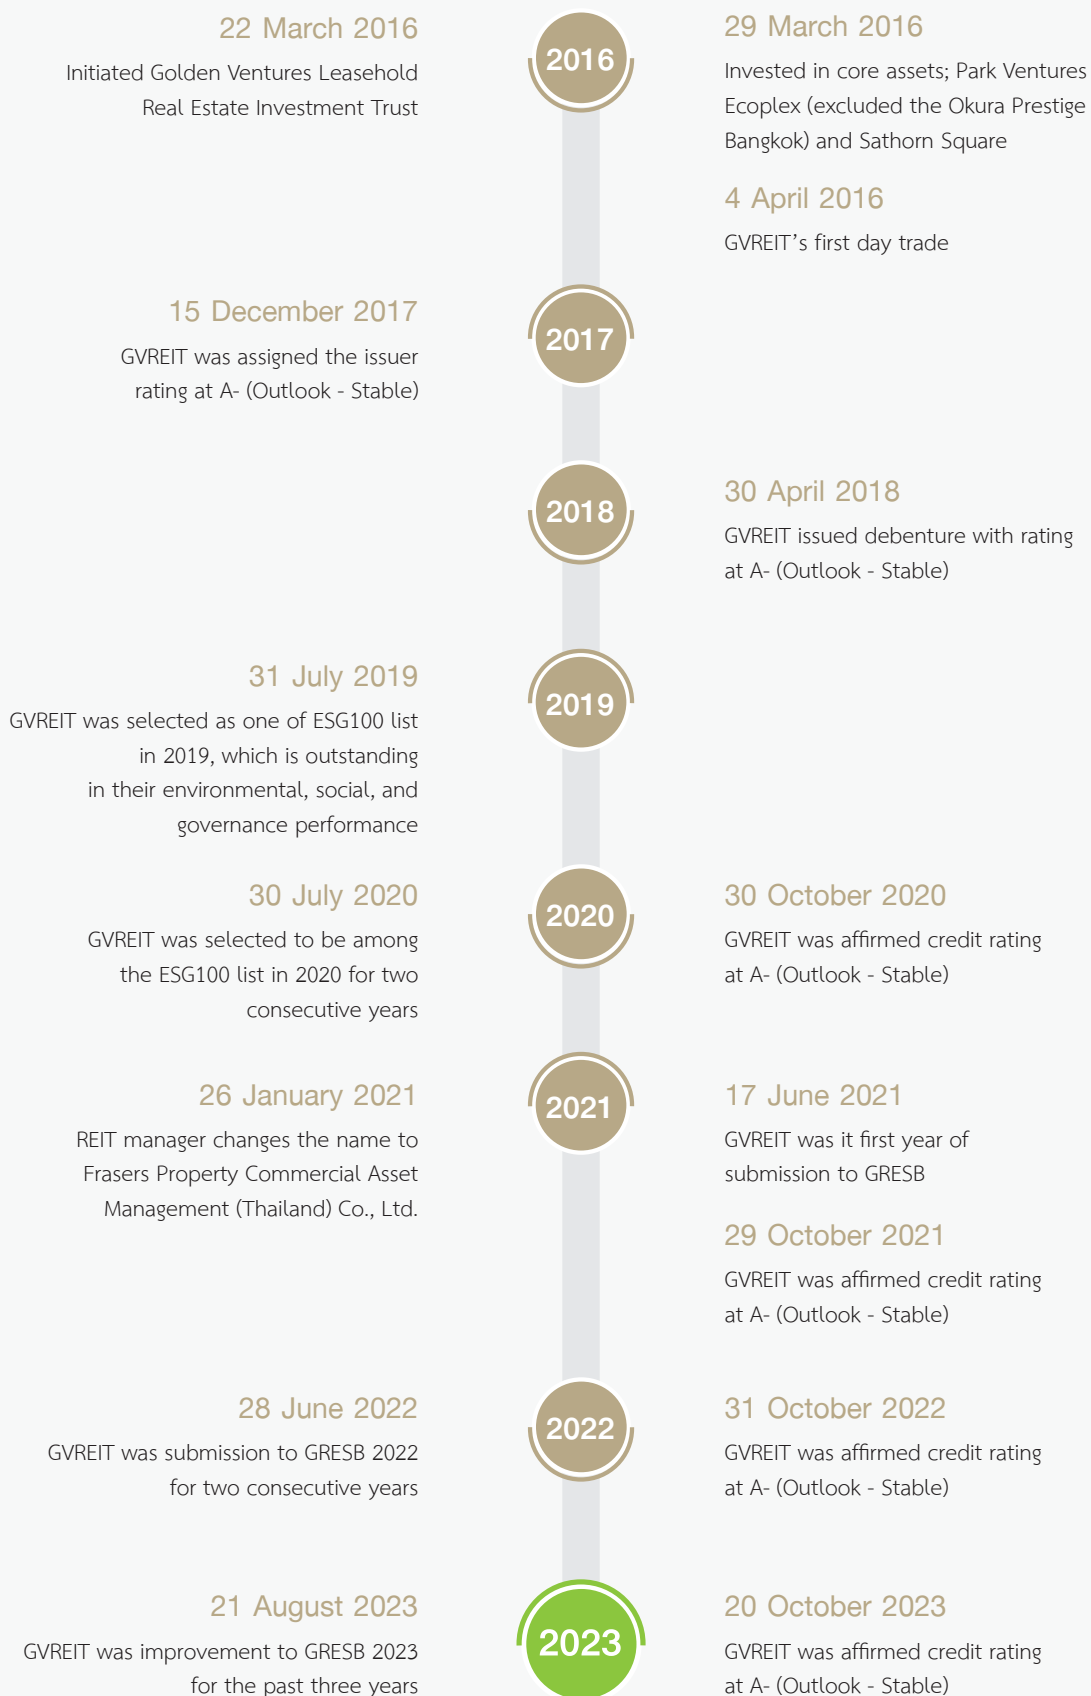 22 March 2016
Initiated Golden Ventures Leasehold
Real Estate Investment Trust
2016
29 March 2016
Invested in core assets; Park Ventures
Ecoplex (excluded the Okura Prestige
Bangkok) and Sathorn Square
4 April 2016
GVREIT's first day trade
15 December 2017
GVREIT was assigned the issuer
rating at A- (Outlook - Stable)
2017
2018
30 April 2018
GVREIT issued debenture with rating
at A- (Outlook - Stable)
31 July 2019
GVREIT was selected as one of ESG100 list
in 2019, which is outstanding
in their environmental, social, and
governance performance
2019
30 July 2020
GVREIT was selected to be among
the ESG100 list in 2020 for two
consecutive years
2020
30 October 2020
GVREIT was affirmed credit rating
at A- (Outlook - Stable)
26 January 2021
REIT manager changes the name to
Frasers Property Commercial Asset
Management (Thailand) Co., Ltd.
2021
17 June 2021
GVREIT was it first year of
submission to GRESB
29 October 2021
GVREIT was affirmed credit rating
at A- (Outlook - Stable)
28 June 2022
GVREIT was submission to GRESB 2022
for two consecutive years
2022
31 October 2022
GVREIT was affirmed credit rating
at A- (Outlook - Stable)
21 August 2023
GVREIT was improvement to GRESB 2023
for the past three years
2023
20 October 2023
GVREIT was affirmed credit rating
at A- (Outlook - Stable)